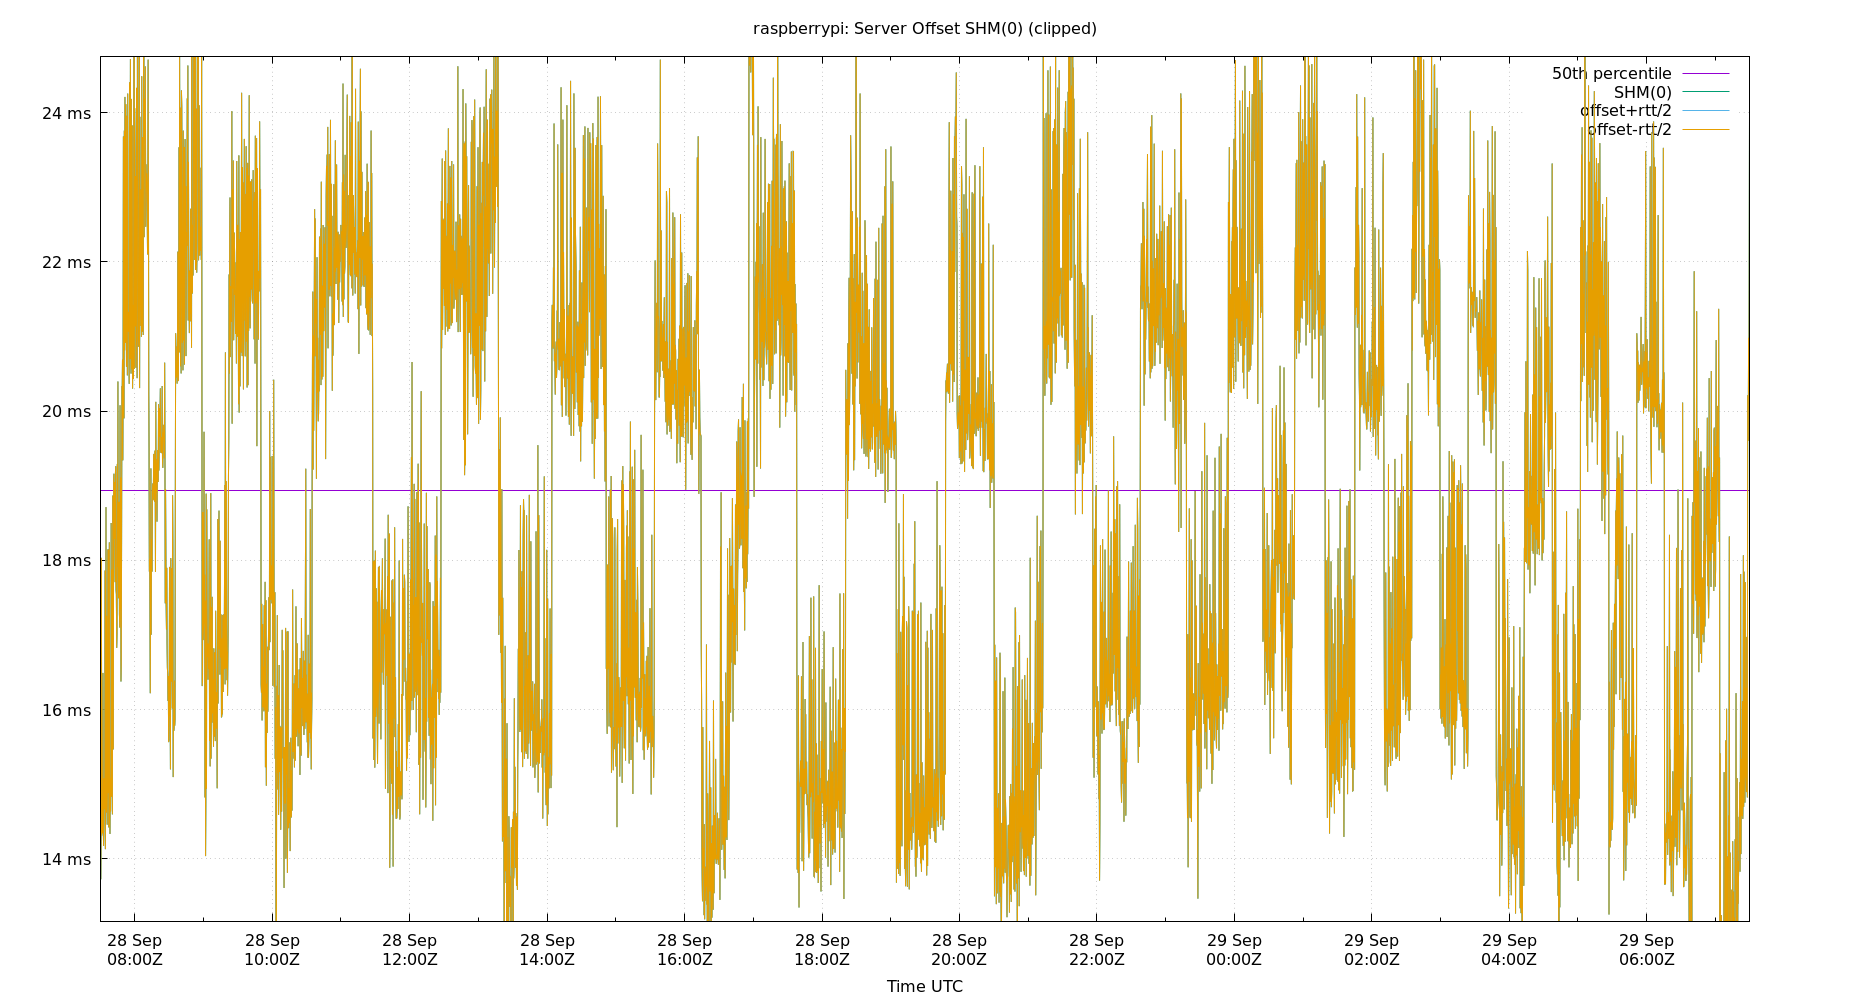 raspberrypi: Server Offset SHM(0) (clipped)
50th percentile
SHM(0)
offset+rtt/2
offset-rtt/2
24 ms
22 ms
20 ms
18 ms
16 ms
14 ms
28 Sep 28 Sep 28 Sep 28 Sep 28 Sep 28 Sep 28 Sep 28 Sep 29 Sep 29 Sep 29 Sep 29 Sep
08:00Z 10:00Z 12:00Z 14:00Z 16:00Z 18:00Z 20:00Z 22:00Z 00:00Z 02:00Z 04:00Z 06:00Z
Time UTC